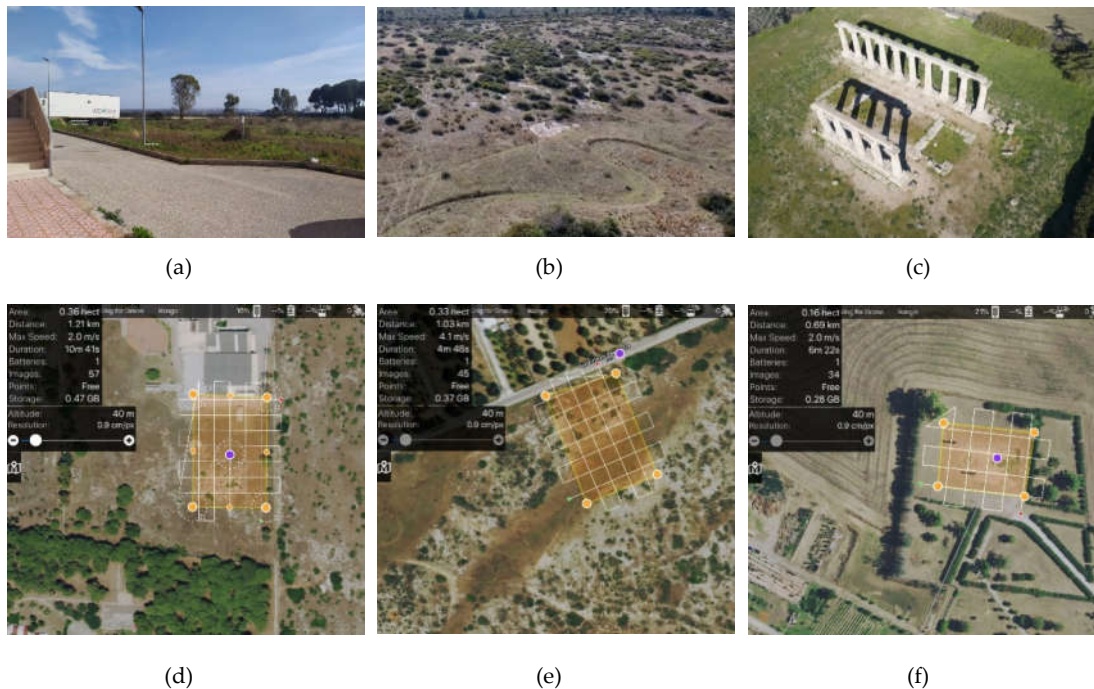 (a)
(b)
(c)
Area: 0.36 hect
Distance: 1.21 km
Max Speed: 2.0 m/s
Duration: 10m 41s
Batteries: 1
Images: 57
Points: Free
Storage: 0.47 GB
Altitude: 40 m
Resolution: 0.9 cm/px
Area: 0.33 hect
Distance: 1.03 km
Max Speed: 4.1 m/s
Duration: 4m 48s
Batteries: 1
Images: 45
Points: Free
Storage: 0.37 GB
Altitude: 40 m
Resolution: 0.9 cm/px
Area: 0.16 hect
Distance: 0.69 km
Max Speed: 2.0 m/s
Duration: 6m 22s
Batteries: 1
Images: 34
Points: Free
Storage: 0.28 GB
Altitude: 40 m
Resolution: 0.9 cm/px
(d)
(e)
(f)